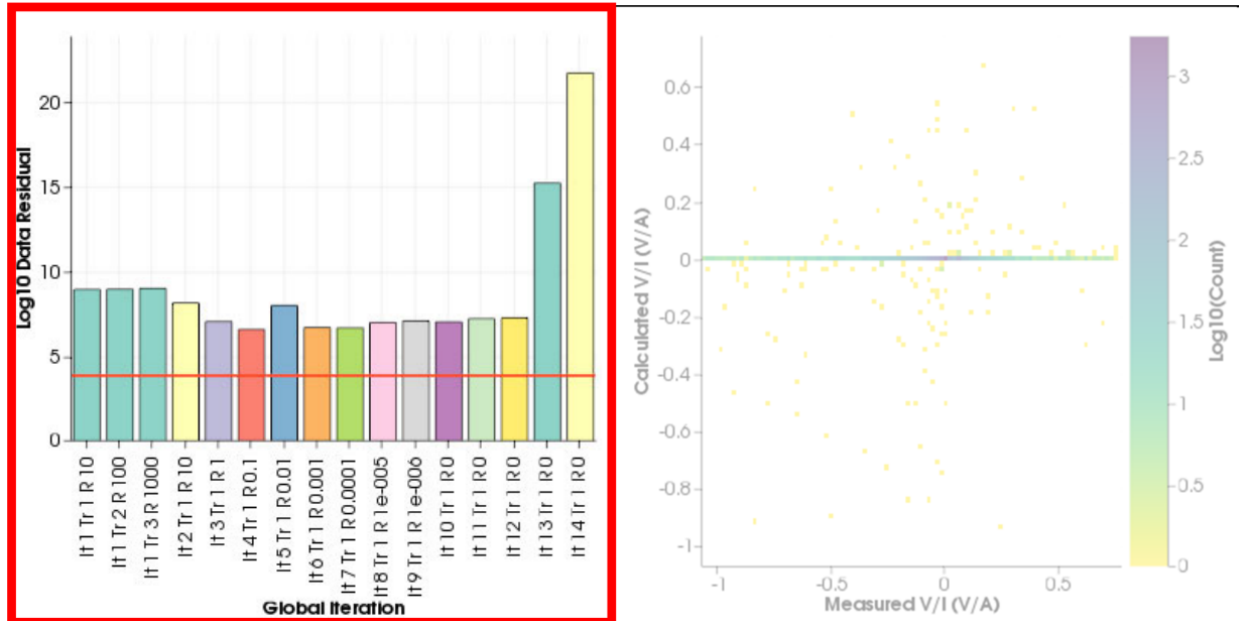 Log10 Data Residual
20
15
10
5
0
It 1 Tr 1 R 10
It 1 Tr 2 R 100
It 1 Tr 3 R 1000
It 2 Tr 1 R 10
It 3 Tr 1 R 1
It 4 Tr 1 R 0.1
It 5 Tr 1 R 0.01
It 6 Tr 1 R 0.001
It 7 Tr 1 R 0.0001
It 8 Tr 1 R 1e-005
It 9 Tr 1 R 1e-006
It 10 Tr 1 R 0
It 11 Tr 1 R 0
It 12 Tr 1 R 0
It 13 Tr 1 R 0
It 14 Tr 1 R 0
Global Iteration
Calculated V/I (V/A)
0.6
0.4
0.2
0
-0.2
-0.4
-0.6
-0.8
-1
-1
-0.5
0
0.5
Measured V/I (V/A)
3
2.5
2
1.5
1
0.5
0
Log10(Count)